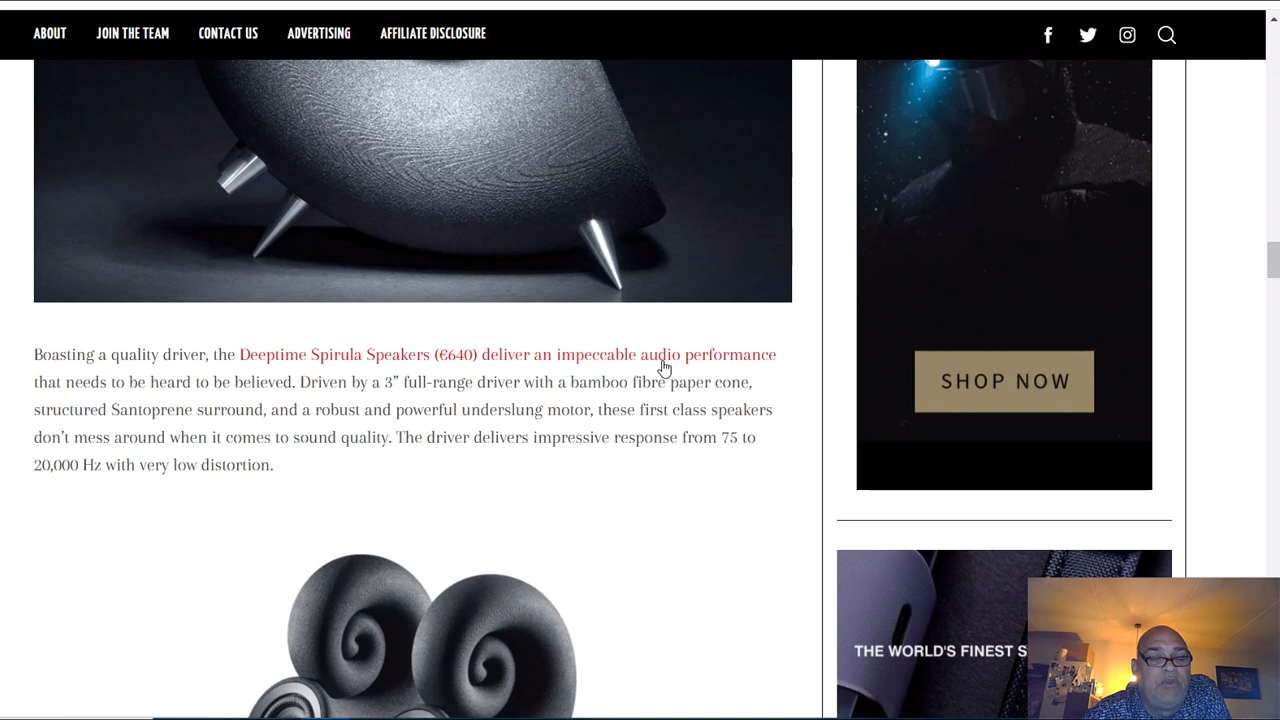 ABOUT JOIN THE TEAM CONTACT US ADVERTISING AFFILIATE DISCLOSURE
SHOP NOW
Boasting a quality driver, the Deeptime Spirula Speakers (€640) deliver an impeccable audio performance
that needs to be heard to be believed. Driven by a 3” full-range driver with a bamboo fibre paper cone,
structured Santoprene surround, and a robust and powerful underslung motor, these first class speakers
don’t mess around when it comes to sound quality. The driver delivers impressive response from 75 to
20,000 Hz with very low distortion.
THE WORLD'S FINEST S